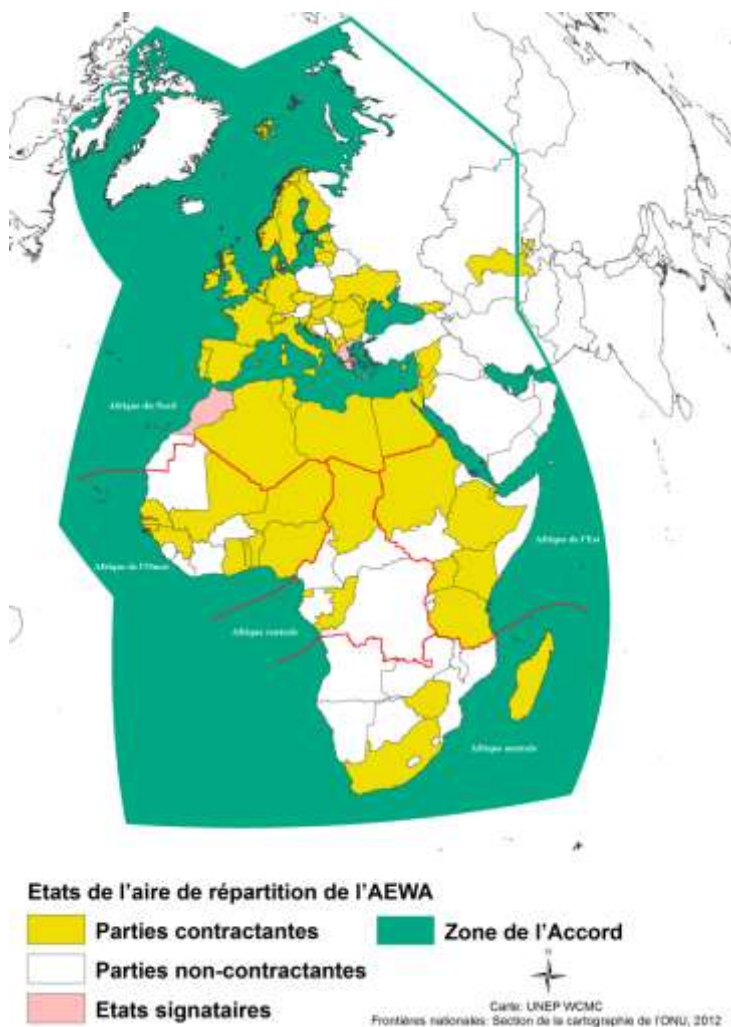 Afrique du Nord
Afrique de l'Ouest
Afrique de l'Est
Afrique centrale
Afrique australe
Etats de l'aire de répartition de l'AEWA
Parties contractantes
Zone de l'Accord
Parties non-contractantes
N
Etats signataires
Carte: UNEP WCMC
Frontières nationales: Section de la cartographie de l'ONU, 2012